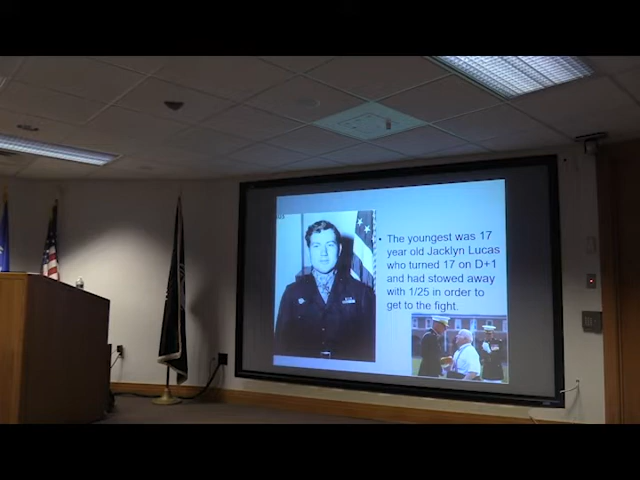 • The youngest was 17
year old Jacklyn Lucas
who turned 17 on D+1
and had stowed away
with 1/25 in order to
get to the fight.